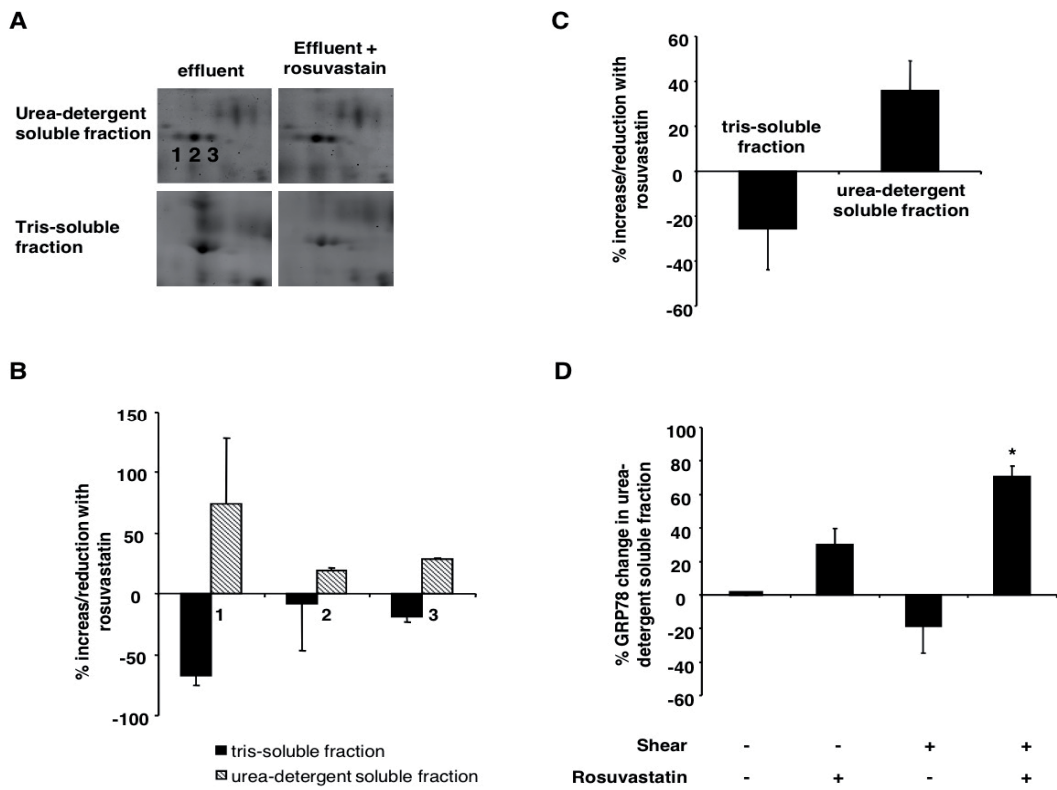 A
effluent
Effluent +
rosuvastain
Urea-detergent
soluble fraction
1 2 3
Tris-soluble
fraction
C
% increase/reduction with
rosuvastatin
60
40
20
0
-20
-40
-60
tris-soluble
fraction
urea-detergent
soluble fraction
B
% increas/reduction with
rosuvastatin
150
100
50
0
-50
-100
1
2
3
tris-soluble fraction
urea-detergent soluble fraction
D
% GRP78 change in urea-
detergent soluble fraction
100
80
60
40
20
0
-20
-40
-60
*
Shear - - + +
Rosuvastatin - + - +